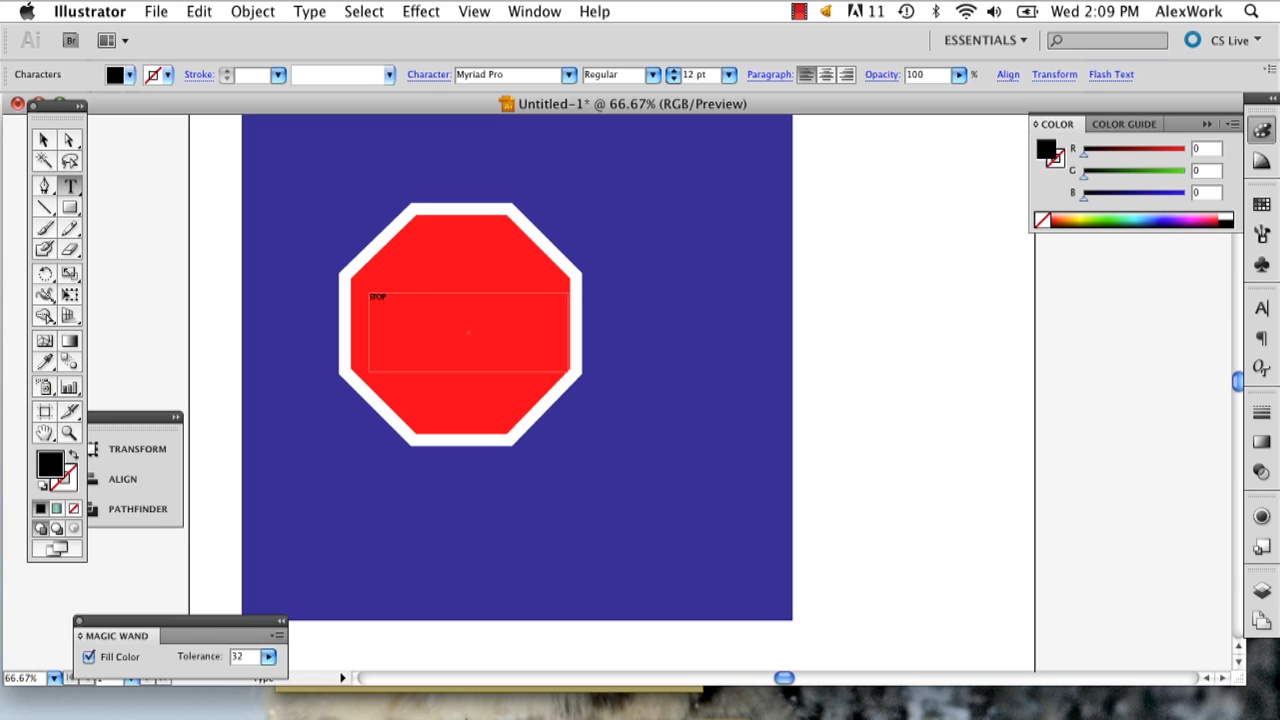 Illustrator File Edit Object Type Select Effect View Window Help 11 Wed 2:09 PM AlexWork
Ai Br ESSENTIALS CS Live
Characters Stroke: Character: Myriad Pro Regular 12 pt Paragraph: Opacity: 100 % Align Transform Flash Text
Untitled-1* @ 66.67% (RGB/Preview)
COLOR COLOR GUIDE
R 0
G 0
B 0
STOP
TRANSFORM
ALIGN
PATHFINDER
MAGIC WAND
Fill Color Tolerance: 32
66.67%